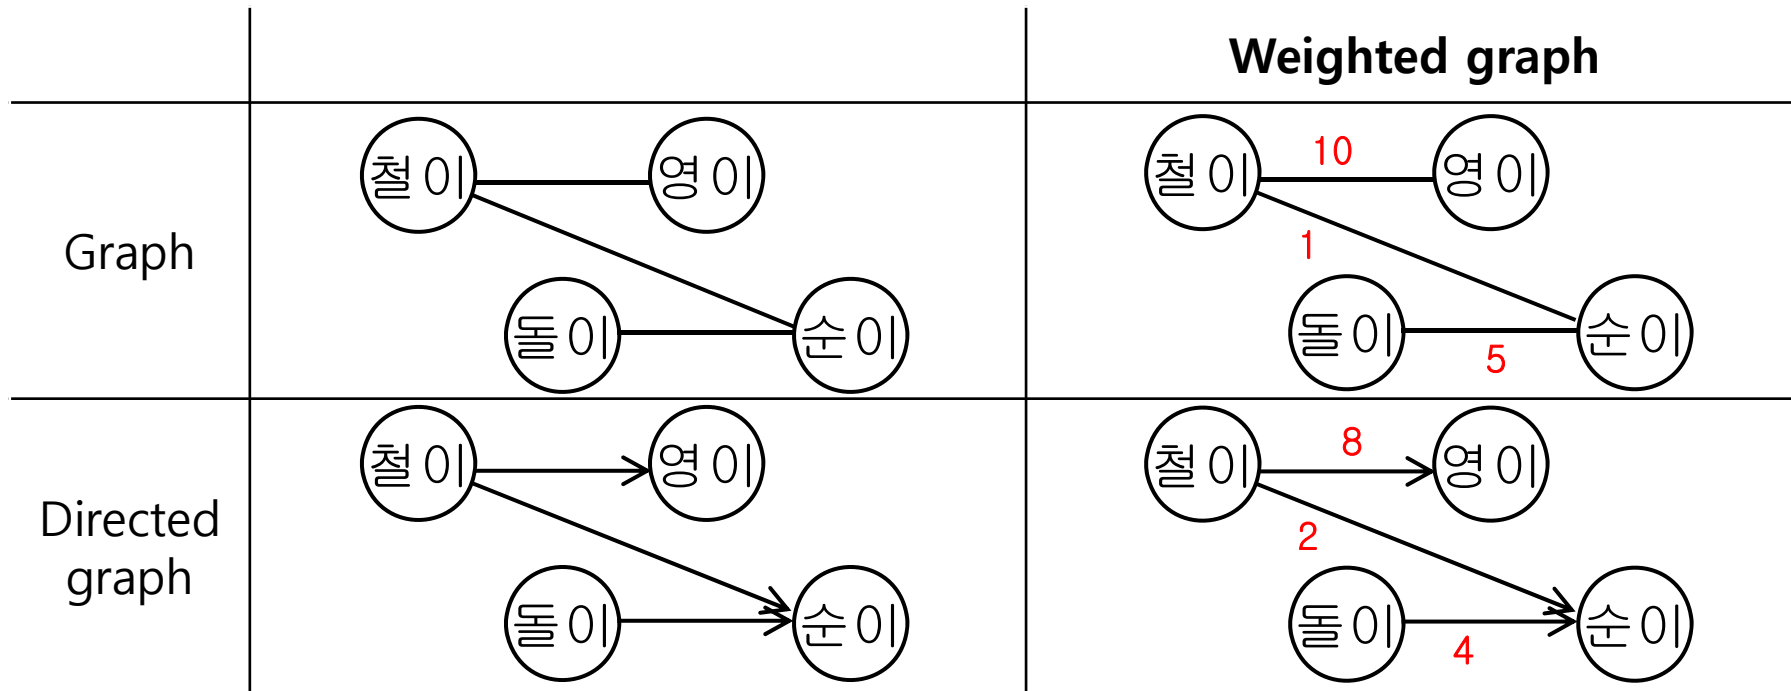 Weighted graph
Graph
철이
영이
돌이
순이
철이
10
영이
1
돌이
5
순이
Directed
graph
철이
영이
돌이
순이
철이
8
영이
2
돌이
4
순이